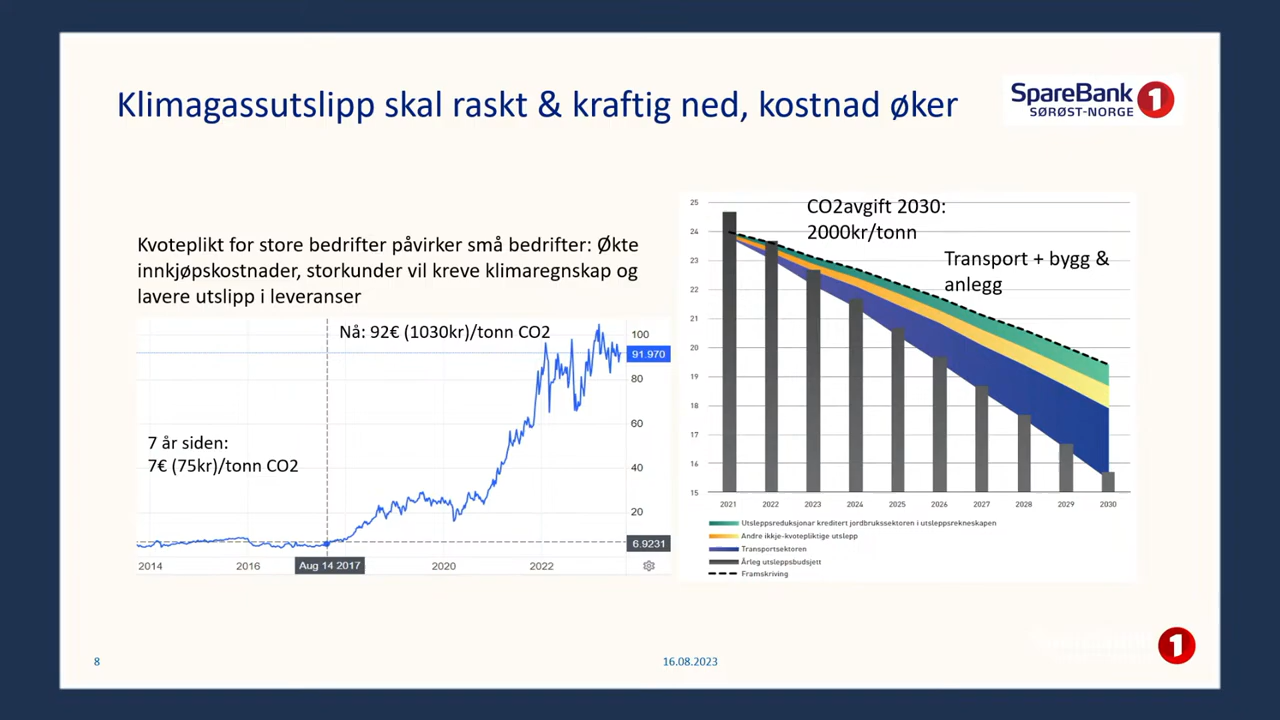 Klimagassutslipp skal raskt & kraftig ned, kostnad øker
SpareBank 1
SØRØST-NORGE
Kvoteplikt for store bedrifter påvirker små bedrifter: Økte
innkjøpskostnader, storkunder vil kreve klimaregnskap og
lavere utslipp i leveranser
Nå: 92€ (1030kr)/tonn CO2
100
91.970
80
60
7 år siden:
7€ (75kr)/tonn CO2
40
20
6.9231
2014
2016
Aug 14 2017
2020
2022
CO2avgift 2030:
2000kr/tonn
Transport + bygg &
anlegg
25
24
23
22
21
20
19
18
17
16
15
2021 2022 2023 2024 2025 2026 2027 2028 2029 2030
Utsleppsreduksjonar kreditert jordbrukssektoren i utsleppsrekneskapen
Andre ikkje-kvotepliktige utslepp
Transportsektoren
Årleg utsleppsbudsjett
Framskriving
8
16.08.2023
1